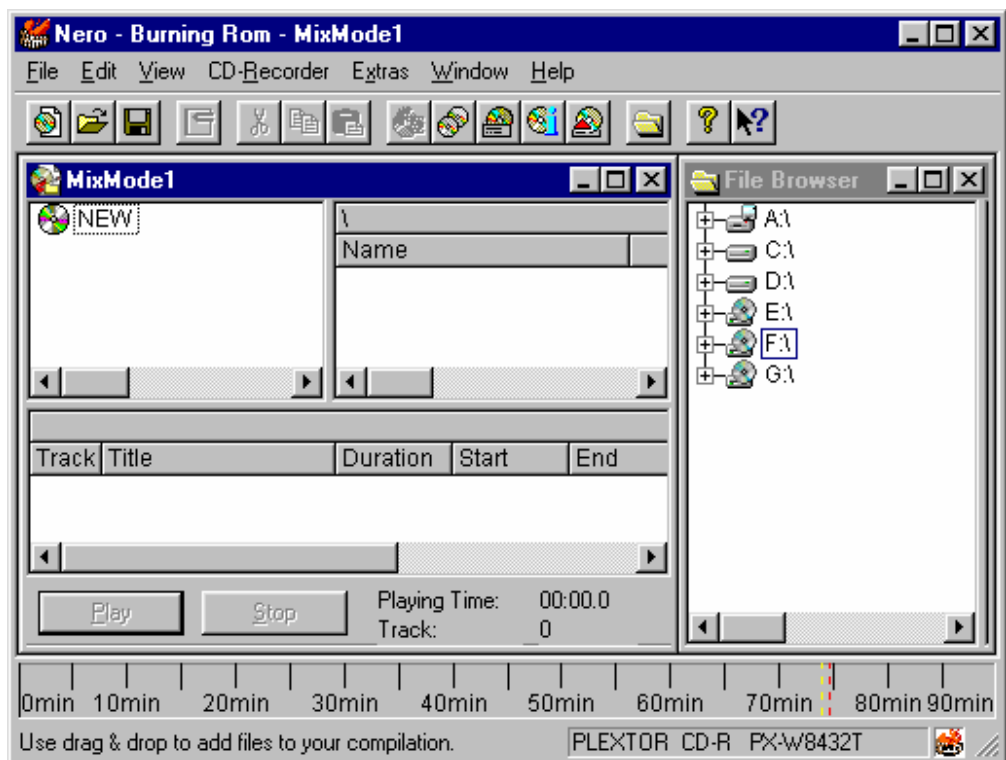 Nero - Burning Rom - MixMode1
File Edit View CD-Recorder Extras Window Help
MixMode1
File Browser
NEW
\
Name
A:\
C:\
D:\
E:\
F:\
G:\
Track Title Duration Start End
Play Stop Playing Time: 00:00.0
Track: 0
0min 10min 20min 30min 40min 50min 60min 70min 80min 90min
Use drag & drop to add files to your compilation. PLEXTOR CD-R PX-W8432T